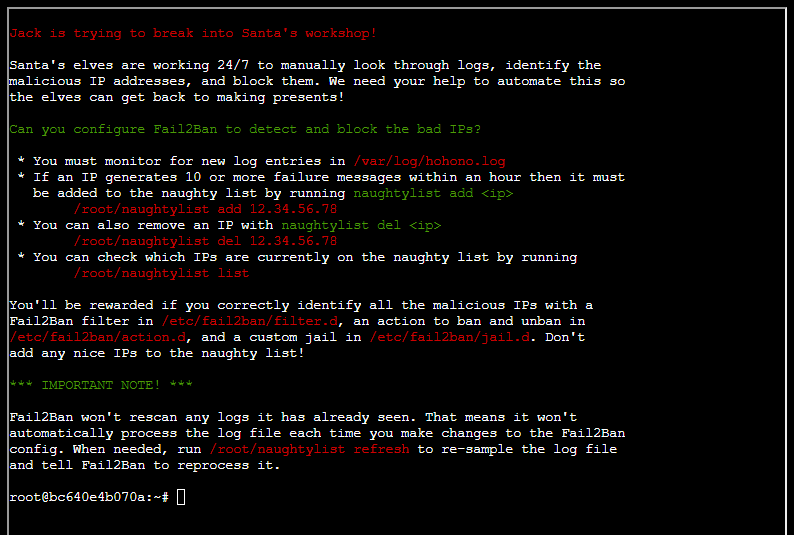 Jack is trying to break into Santa's workshop!
Santa's elves are working 24/7 to manually look through logs, identify the
malicious IP addresses, and block them. We need your help to automate this so
the elves can get back to making presents!
Can you configure Fail2Ban to detect and block the bad IPs?
* You must monitor for new log entries in /var/log/hohono.log
* If an IP generates 10 or more failure messages within an hour then it must
be added to the naughty list by running naughtylist add <ip>
/root/naughtylist add 12.34.56.78
* You can also remove an IP with naughtylist del <ip>
/root/naughtylist del 12.34.56.78
* You can check which IPs are currently on the naughty list by running
/root/naughtylist list
You'll be rewarded if you correctly identify all the malicious IPs with a
Fail2Ban filter in /etc/fail2ban/filter.d, an action to ban and unban in
/etc/fail2ban/action.d, and a custom jail in /etc/fail2ban/jail.d. Don't
add any nice IPs to the naughty list!
*** IMPORTANT NOTE! ***
Fail2Ban won't rescan any logs it has already seen. That means it won't
automatically process the log file each time you make changes to the Fail2Ban
config. When needed, run /root/naughtylist refresh to re-sample the log file
and tell Fail2Ban to reprocess it.
root@bc640e4b070a:~#